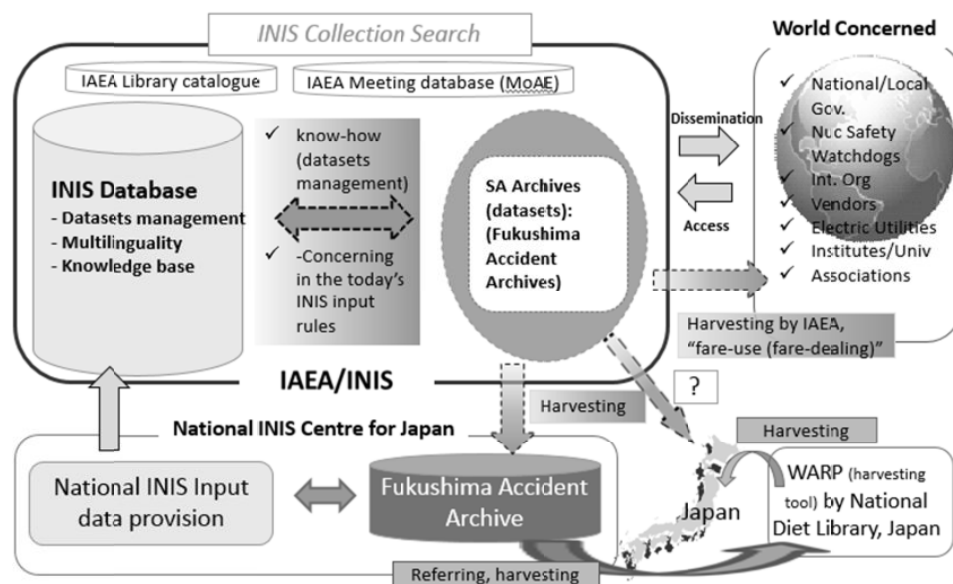 INIS Collection Search
World Concerned
IAEA Library catalogue
IAEA Meeting database (MoAE)
INIS Database
- Datasets management
- Multilinguality
- Knowledge base
✓ know-how
(datasets
management)
✓ -Concerning
in the today's
INIS input
rules
SA Archives
(datasets):
(Fukushima
Accident
Archives)
Dissemination
Access
✓ National/Local
Gov.
✓ Nuc Safety
Watchdogs
✓ Int. Org
✓ Vendors
✓ Electric Utilities
✓ Institutes/Univ
✓ Associations
Harvesting by IAEA,
"fare-use (fare-dealing)"
IAEA/INIS
Harvesting
?
National INIS Centre for Japan
National INIS Input
data provision
Fukushima Accident
Archive
Japan
Harvesting
WARP (harvesting
tool) by National
Diet Library, Japan
Referring, harvesting